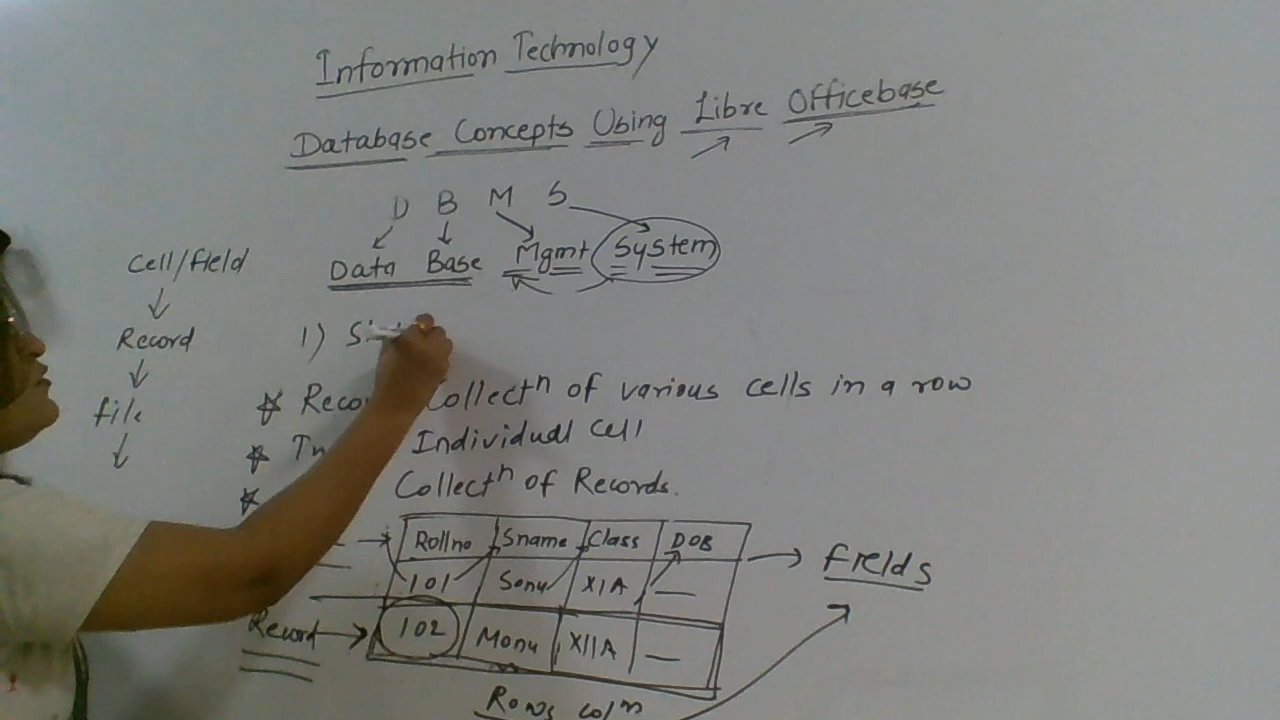 Information Technology
Database Concepts Using Libre Officebase
D B M S
Data Base Mgmt System
Cell/field
Record
file
1)
Collectⁿ of various cells in a row
Individual cell
Collectⁿ of Records.
Rollno Sname Class DOB
fields
101 Sonu XIA —
Record 102 Monu XIIA —
Rows colⁿ